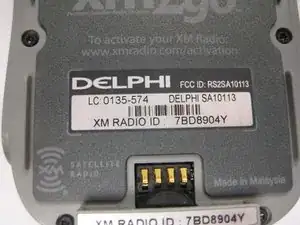 xm2go
To activate your XM Radio:
www.xmradio.com/activation
DELPHI FCC ID: RS2SA10113
LC: 0135-574 DELPHI SA10113
XM RADIO ID : 7BD8904Y
XM
SATELLITE
RADIO
Made in Malaysia
XM RADIO ID : 7BD8904Y